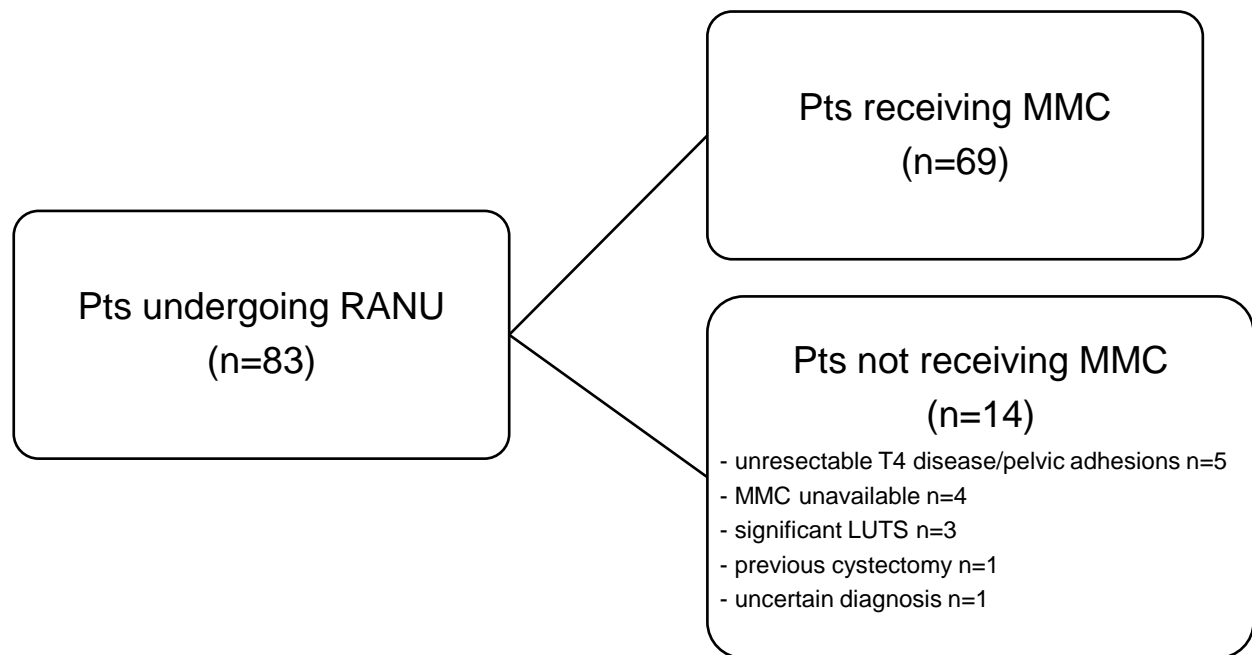 Pts undergoing RANU
(n=83)
Pts receiving MMC
(n=69)
Pts not receiving MMC
(n=14)
- unresectable T4 disease/pelvic adhesions n=5
- MMC unavailable n=4
- significant LUTS n=3
- previous cystectomy n=1
- uncertain diagnosis n=1